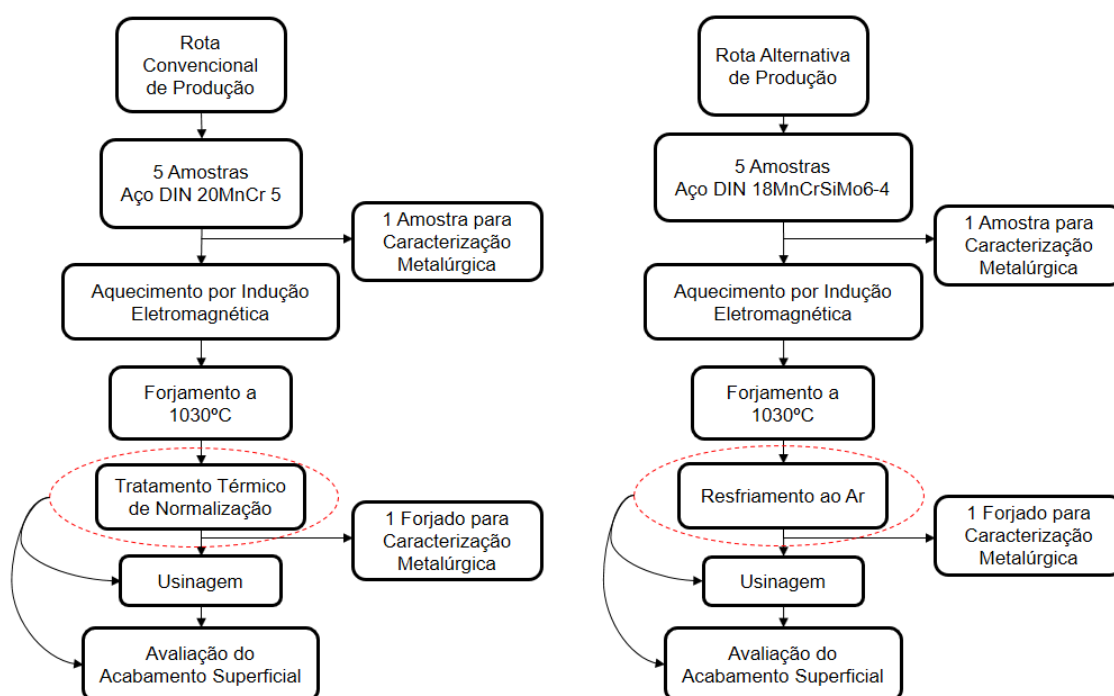 Rota
Convencional
de Produção
5 Amostras
Aço DIN 20MnCr 5
1 Amostra para
Caracterização
Metalúrgica
Aquecimento por Indução
Eletromagnética
Forjamento a
1030ºC
Tratamento Térmico
de Normalização
1 Forjado para
Caracterização
Metalúrgica
Usinagem
Avaliação do
Acabamento Superficial
Rota Alternativa
de Produção
5 Amostras
Aço DIN 18MnCrSiMo6-4
1 Amostra para
Caracterização
Metalúrgica
Aquecimento por Indução
Eletromagnética
Forjamento a
1030ºC
Resfriamento ao Ar
1 Forjado para
Caracterização
Metalúrgica
Usinagem
Avaliação do
Acabamento Superficial